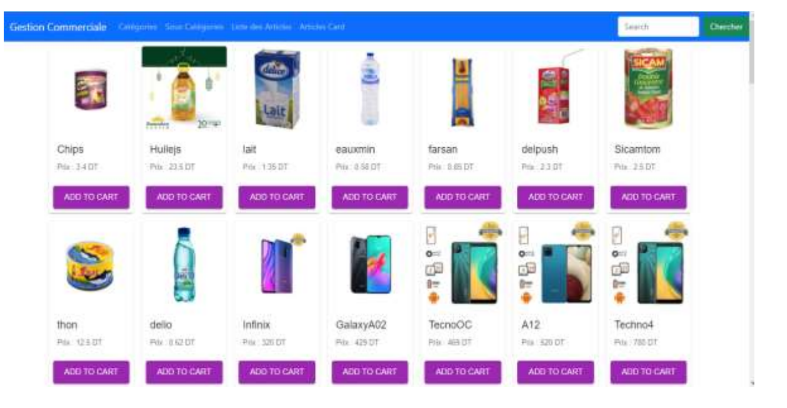 Gestion Commerciale Catégories Sous Catégories Liste des Articles Articles Card Search Chercher
délice
Lait
SICAM
Double
Chips Huilejs lait eauxmin farsan delpush Sicamtom
Prix : 3.4 DT Prix : 23.5 DT Prix : 1.35 DT Prix : 0.58 DT Prix : 0.85 DT Prix : 2.3 DT Prix : 2.5 DT
ADD TO CART ADD TO CART ADD TO CART ADD TO CART ADD TO CART ADD TO CART ADD TO CART
thon delio Infinix GalaxyA02 TecnoOC A12 Techno4
Prix : 12.5 DT Prix : 0.62 DT Prix : 320 DT Prix : 429 DT Prix : 469 DT Prix : 520 DT Prix : 780 DT
ADD TO CART ADD TO CART ADD TO CART ADD TO CART ADD TO CART ADD TO CART ADD TO CART